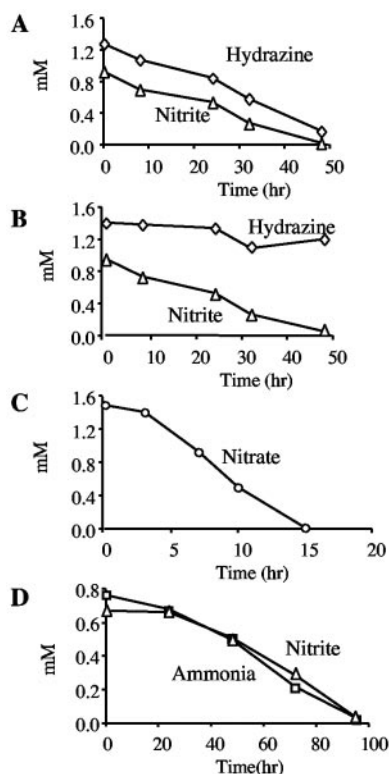 A
1.6
1.2
0.8
0.4
0.0
mM
Hydrazine
Nitrite
0 10 20 30 40 50
Time (hr)
B
1.6
1.2
0.8
0.4
0.0
mM
Hydrazine
Nitrite
0 10 20 30 40 50
Time (hr)
C
1.6
1.2
0.8
0.4
0.0
mM
Nitrate
0 5 10 15 20
Time (hr)
D
0.8
0.6
0.4
0.2
0.0
mM
Nitrite
Ammonia
0 20 40 60 80 100
Time(hr)